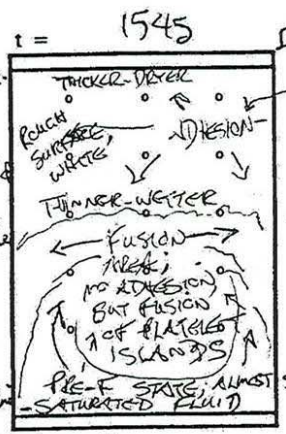 t = 1545
THICKER-DRYER
ROUGH
SURFACE,
WHITE,
ADHESION-
THINNER-WETTER
FUSION
AREA;
NO ADHESION
BUT FUSION
OF PLATELET
ISLANDS
PRE-F STATE; ALMOST
-SATURATED FLUID